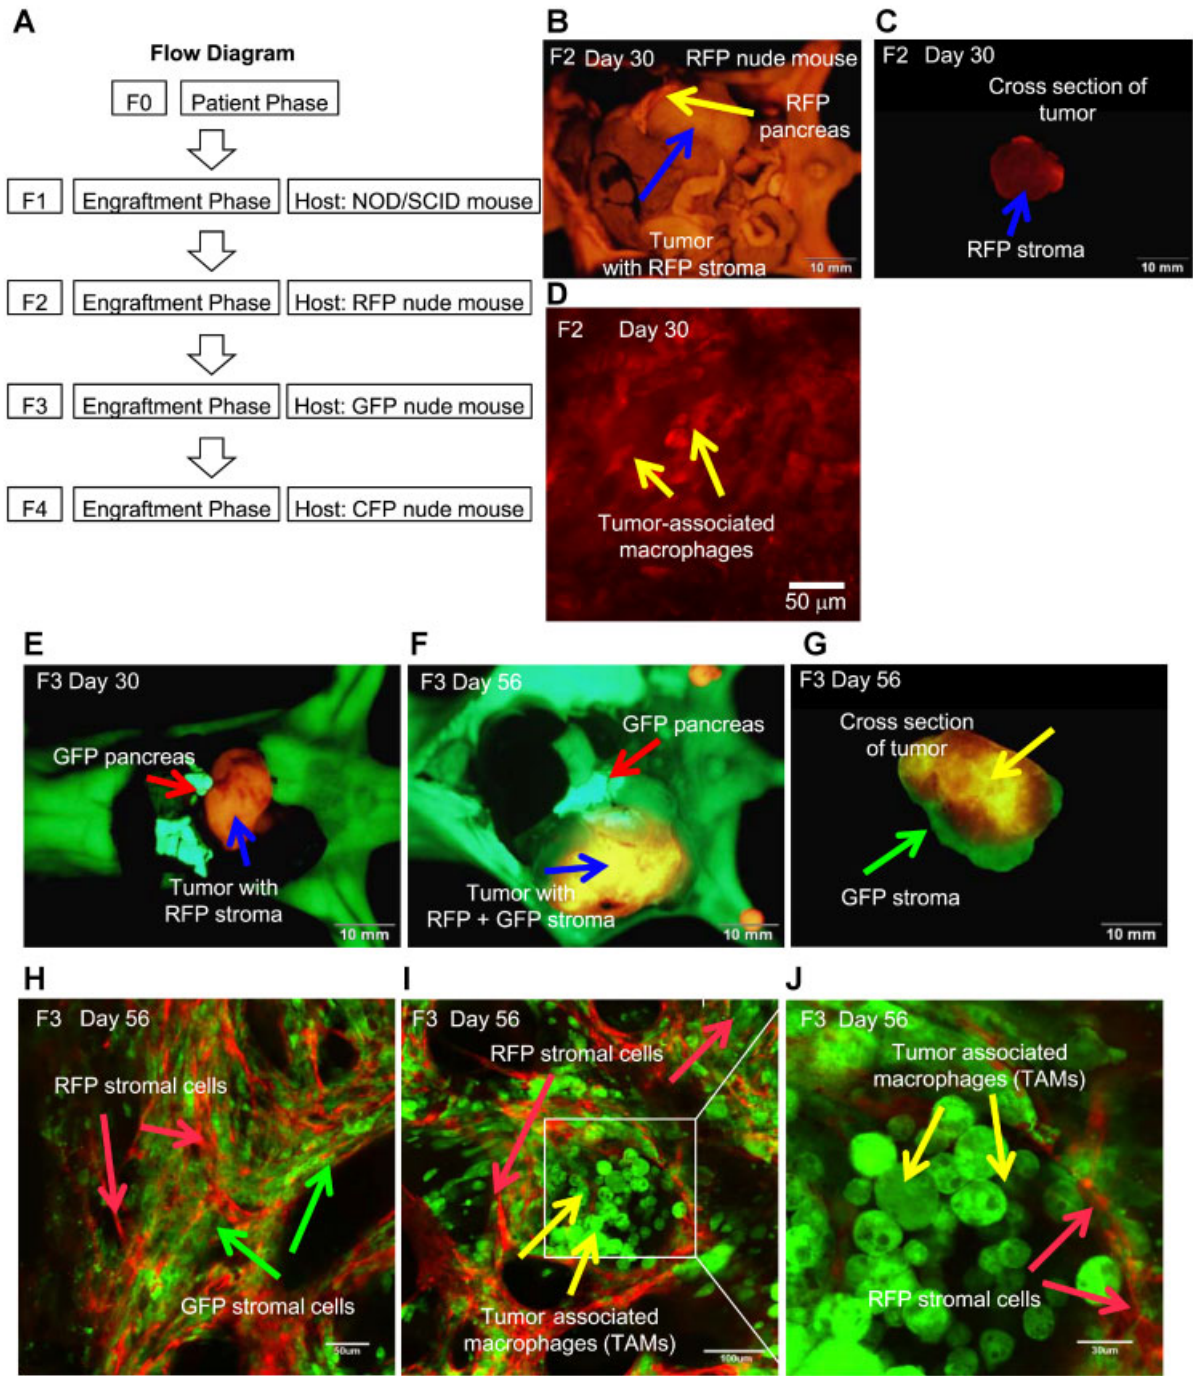 A
Flow Diagram
F0 Patient Phase
F1 Engraftment Phase Host: NOD/SCID mouse
F2 Engraftment Phase Host: RFP nude mouse
F3 Engraftment Phase Host: GFP nude mouse
F4 Engraftment Phase Host: CFP nude mouse
B
F2 Day 30 RFP nude mouse
RFP
pancreas
Tumor
with RFP stroma
10 mm
C
F2 Day 30
Cross section of
tumor
RFP stroma
10 mm
D
F2 Day 30
Tumor-associated
macrophages
50 µm
E
F3 Day 30
GFP pancreas
Tumor with
RFP stroma
10 mm
F
F3 Day 56
GFP pancreas
Tumor with
RFP + GFP stroma
10 mm
G
F3 Day 56
Cross section
of tumor
GFP stroma
10 mm
H
F3 Day 56
RFP stromal cells
GFP stromal cells
50um
I
F3 Day 56
RFP stromal cells
Tumor associated
macrophages (TAMs)
100um
J
F3 Day 56
Tumor associated
macrophages (TAMs)
RFP stromal cells
30um